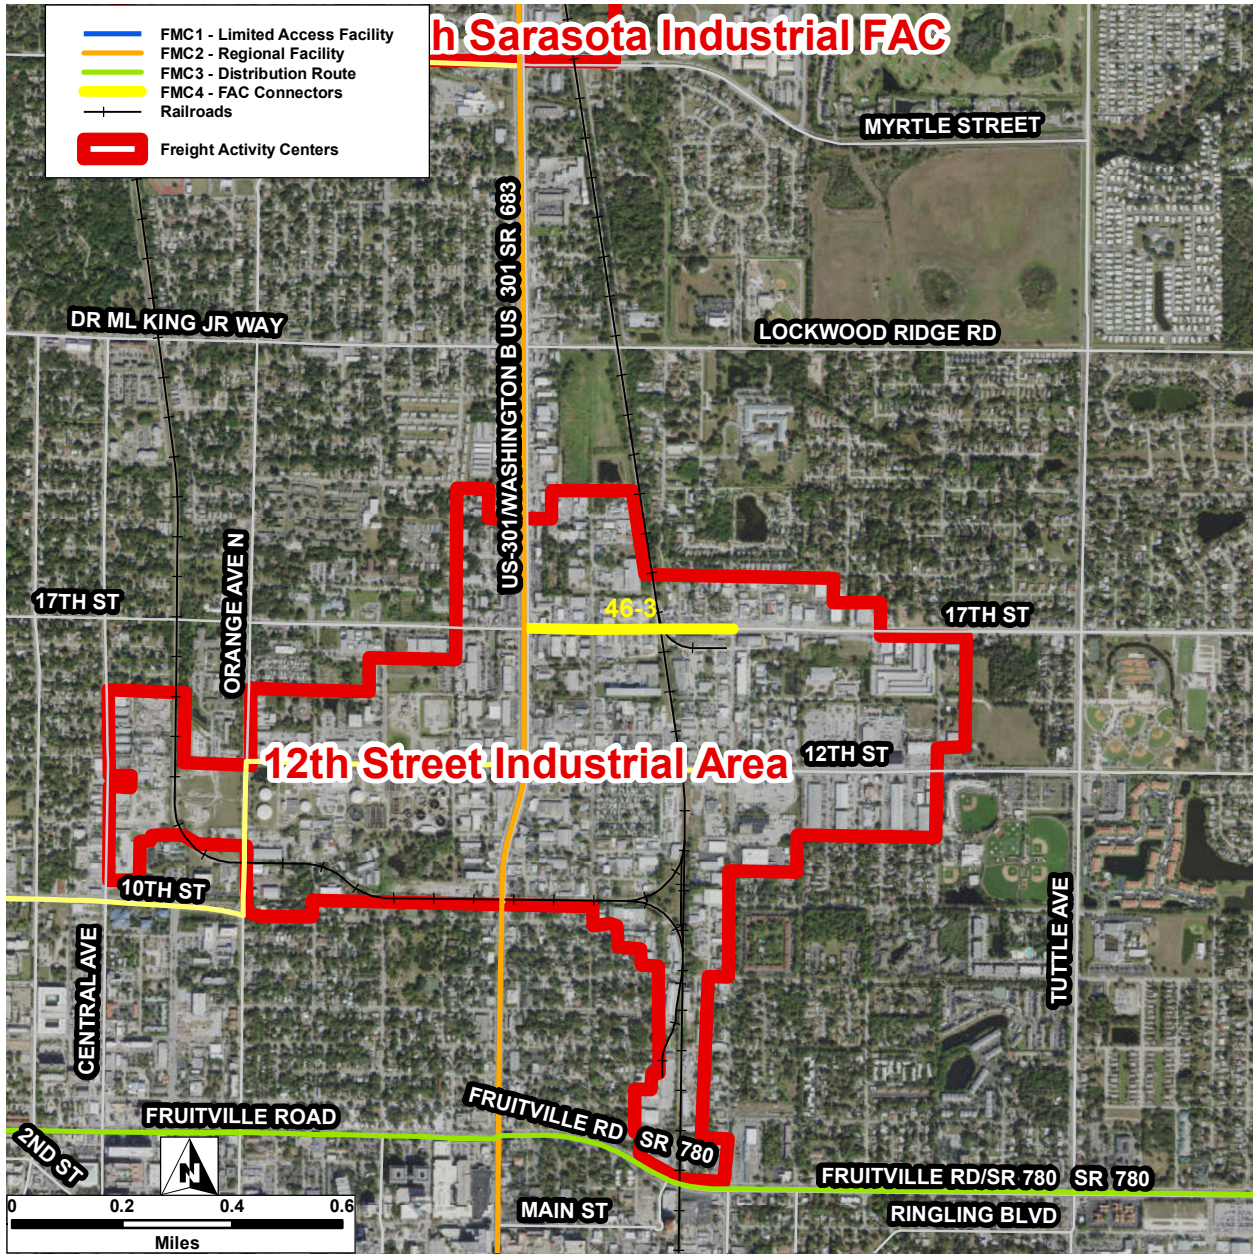 FMC1 - Limited Access Facility
FMC2 - Regional Facility
FMC3 - Distribution Route
FMC4 - FAC Connectors
Railroads
Freight Activity Centers
h Sarasota Industrial FAC
MYRTLE STREET
US-301/WASHINGTON B US 301 SR 683
DR ML KING JR WAY
LOCKWOOD RIDGE RD
ORANGE AVE N
17TH ST
46-3
17TH ST
12th Street Industrial Area
12TH ST
10TH ST
CENTRAL AVE
TUTTLE AVE
FRUITVILLE ROAD
FRUITVILLE RD SR 780
2ND ST
N
FRUITVILLE RD/SR 780 SR 780
MAIN ST
RINGLING BLVD
0 0.2 0.4 0.6
Miles